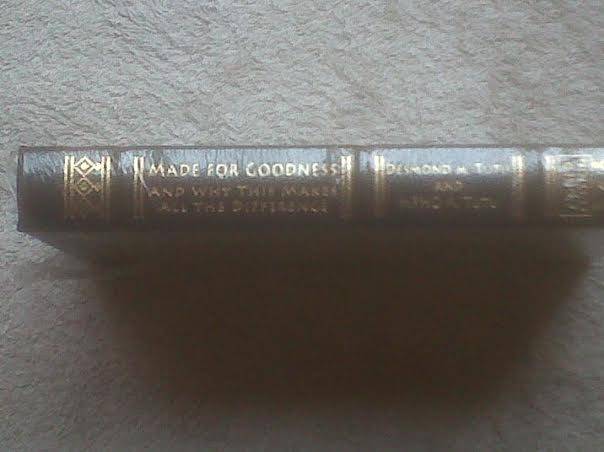 MADE FOR GOODNESS
AND WHY THIS MAKES
ALL THE DIFFERENCE
DESMOND M. TUTU
AND
MPHO A. TUTU